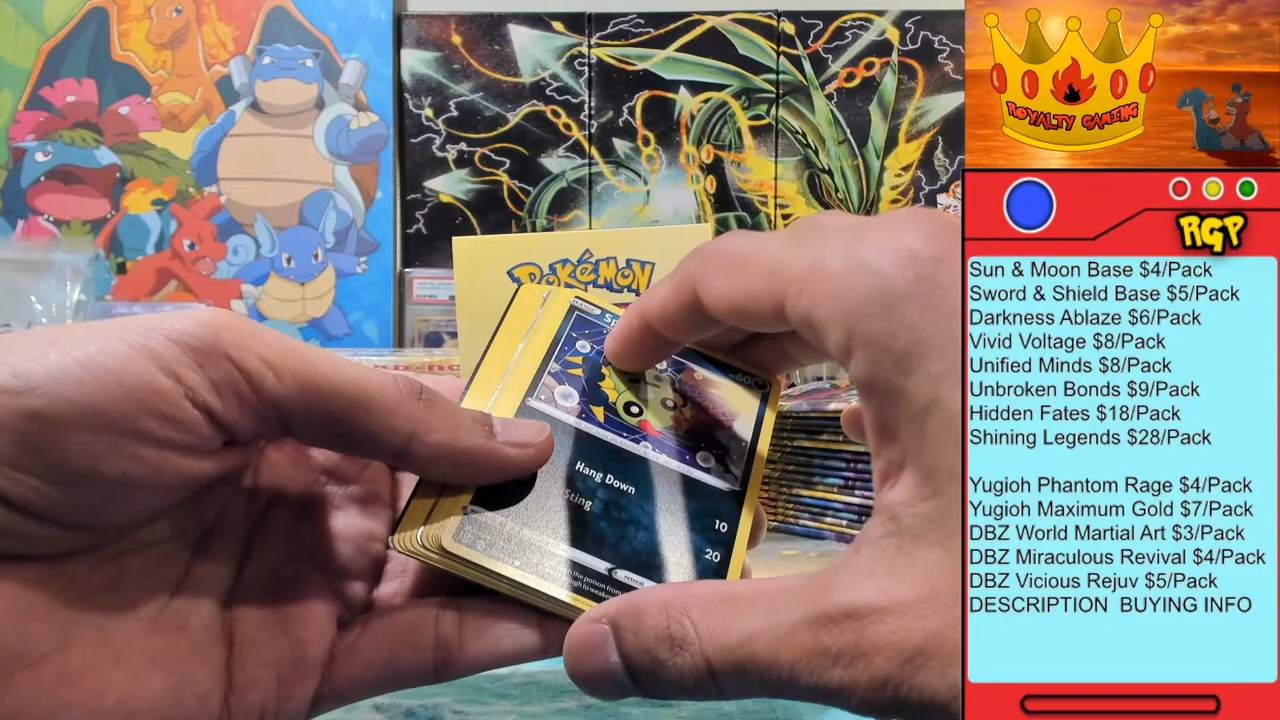 ROYALTY GAMING
RGP
Sun & Moon Base $4/Pack
Sword & Shield Base $5/Pack
Darkness Ablaze $6/Pack
Vivid Voltage $8/Pack
Unified Minds $8/Pack
Unbroken Bonds $9/Pack
Hidden Fates $18/Pack
Shining Legends $28/Pack
Yugioh Phantom Rage $4/Pack
Yugioh Maximum Gold $7/Pack
DBZ World Martial Art $3/Pack
DBZ Miraculous Revival $4/Pack
DBZ Vicious Rejuv $5/Pack
DESCRIPTION BUYING INFO
POKéMON
BASIC
60
Hang Down
10
Sting
20
retreat